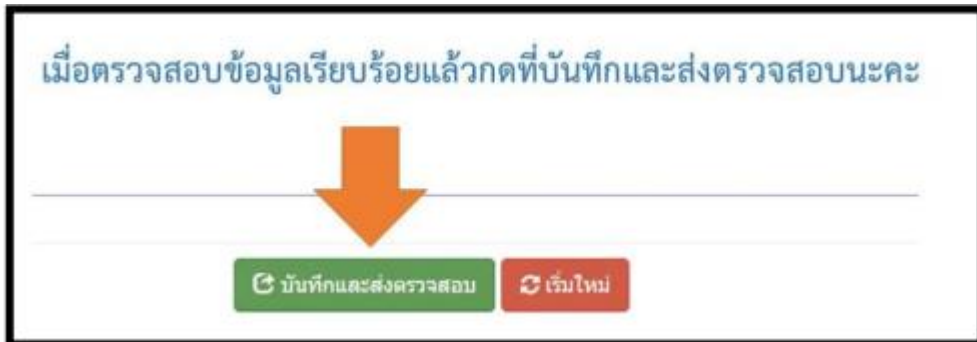 เมื่อตรวจสอบข้อมูลเรียบร้อยแล้วกดที่บันทึกและส่งตรวจสอบนะคะ
บันทึกและส่งตรวจสอบ เริ่มใหม่